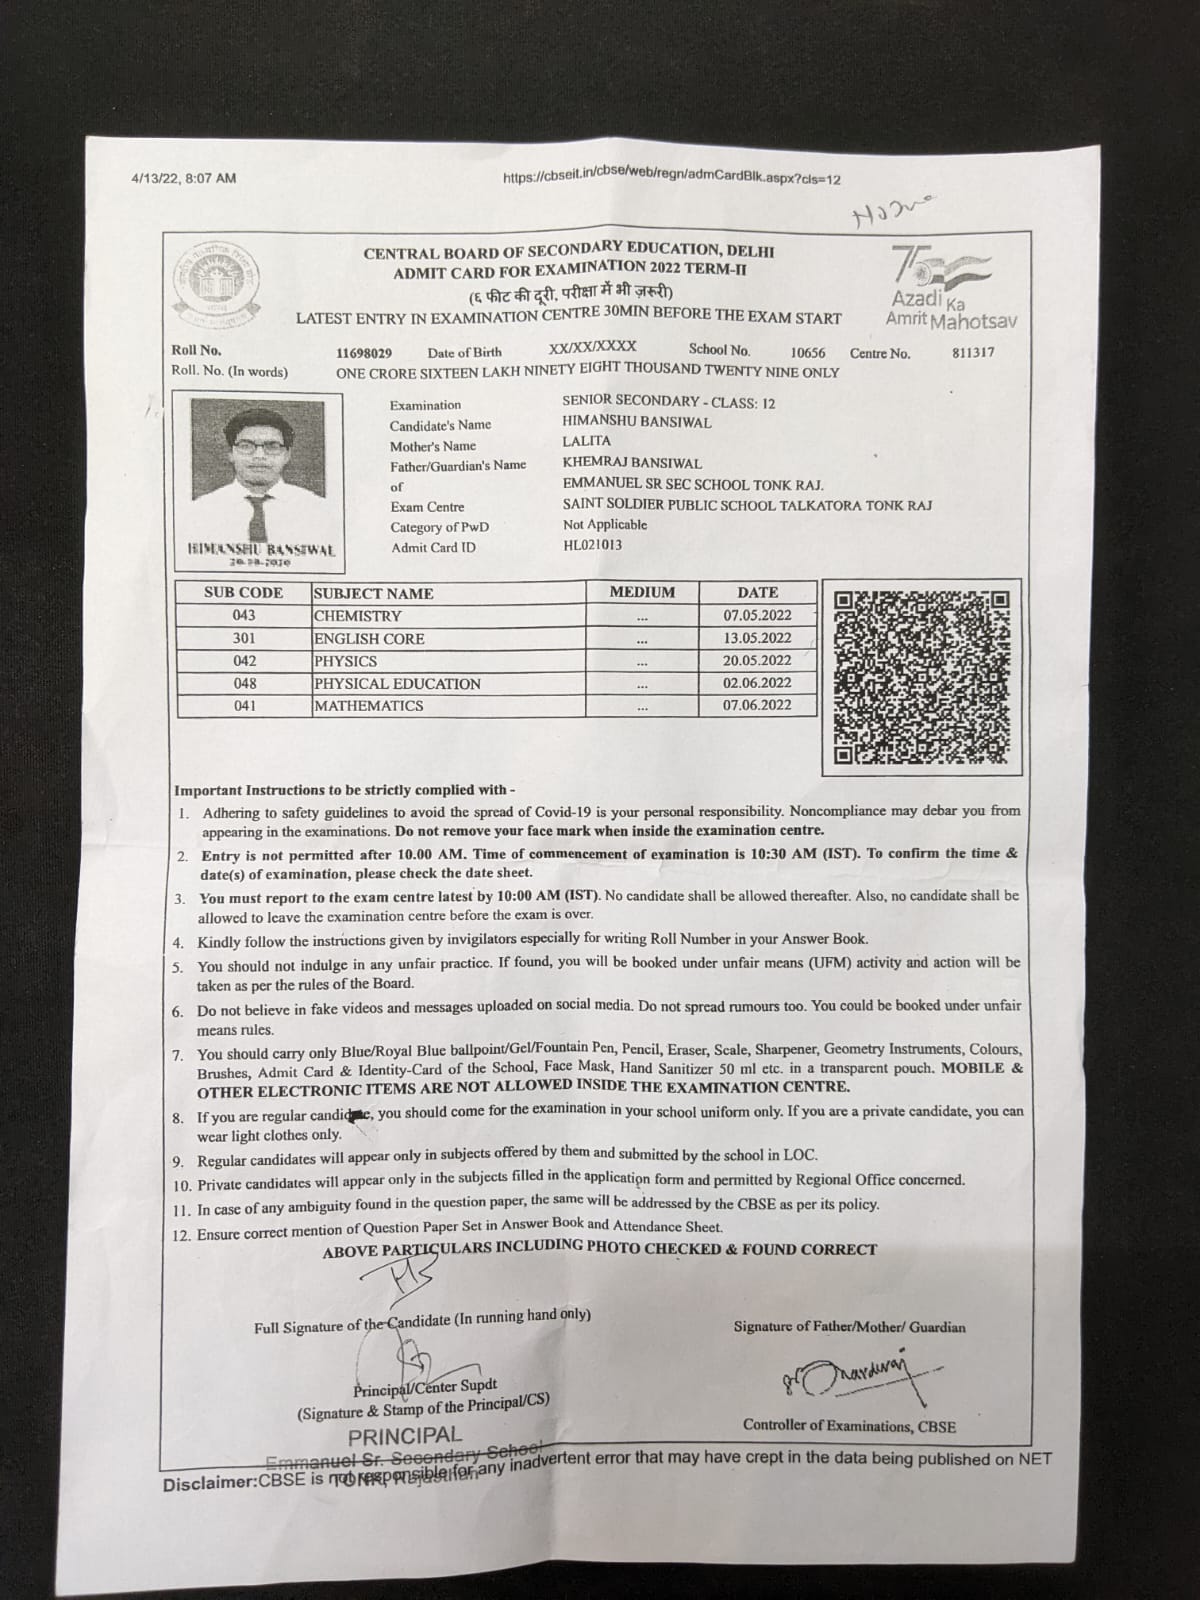 4/13/22, 8:07 AM
https://cbseit.in/cbse/web/regn/admCardBlk.aspx?cls=12
CENTRAL BOARD OF SECONDARY EDUCATION, DELHI
ADMIT CARD FOR EXAMINATION 2022 TERM-II
(६ फीट की दूरी, परीक्षा में भी ज़रूरी)
LATEST ENTRY IN EXAMINATION CENTRE 30MIN BEFORE THE EXAM START
75
Azadi Ka
Amrit Mahotsav
Roll No. 11698029 Date of Birth XX/XX/XXXX School No. 10656 Centre No. 811317
Roll. No. (In words) ONE CRORE SIXTEEN LAKH NINETY EIGHT THOUSAND TWENTY NINE ONLY
Examination SENIOR SECONDARY - CLASS: 12
Candidate's Name HIMANSHU BANSIWAL
Mother's Name LALITA
Father/Guardian's Name KHEMRAJ BANSIWAL
of EMMANUEL SR SEC SCHOOL TONK RAJ.
Exam Centre SAINT SOLDIER PUBLIC SCHOOL TALKATORA TONK RAJ
Category of PwD Not Applicable
Admit Card ID HL021013
HIMANSHU BANSIWAL
SUB CODE SUBJECT NAME MEDIUM DATE
043 CHEMISTRY ... 07.05.2022
301 ENGLISH CORE ... 13.05.2022
042 PHYSICS ... 20.05.2022
048 PHYSICAL EDUCATION ... 02.06.2022
041 MATHEMATICS ... 07.06.2022
Important Instructions to be strictly complied with -
1. Adhering to safety guidelines to avoid the spread of Covid-19 is your personal responsibility. Noncompliance may debar you from
appearing in the examinations. Do not remove your face mark when inside the examination centre.
2. Entry is not permitted after 10.00 AM. Time of commencement of examination is 10:30 AM (IST). To confirm the time &
date(s) of examination, please check the date sheet.
3. You must report to the exam centre latest by 10:00 AM (IST). No candidate shall be allowed thereafter. Also, no candidate shall be
allowed to leave the examination centre before the exam is over.
4. Kindly follow the instructions given by invigilators especially for writing Roll Number in your Answer Book.
5. You should not indulge in any unfair practice. If found, you will be booked under unfair means (UFM) activity and action will be
taken as per the rules of the Board.
6. Do not believe in fake videos and messages uploaded on social media. Do not spread rumours too. You could be booked under unfair
means rules.
7. You should carry only Blue/Royal Blue ballpoint/Gel/Fountain Pen, Pencil, Eraser, Scale, Sharpener, Geometry Instruments, Colours,
Brushes, Admit Card & Identity-Card of the School, Face Mask, Hand Sanitizer 50 ml etc. in a transparent pouch. MOBILE &
OTHER ELECTRONIC ITEMS ARE NOT ALLOWED INSIDE THE EXAMINATION CENTRE.
8. If you are regular candidate, you should come for the examination in your school uniform only. If you are a private candidate, you can
wear light clothes only.
9. Regular candidates will appear only in subjects offered by them and submitted by the school in LOC.
10. Private candidates will appear only in the subjects filled in the application form and permitted by Regional Office concerned.
11. In case of any ambiguity found in the question paper, the same will be addressed by the CBSE as per its policy.
12. Ensure correct mention of Question Paper Set in Answer Book and Attendance Sheet.
ABOVE PARTICULARS INCLUDING PHOTO CHECKED & FOUND CORRECT
Full Signature of the Candidate (In running hand only)
Signature of Father/Mother/ Guardian
Principal/Center Supdt
(Signature & Stamp of the Principal/CS)
Controller of Examinations, CBSE
PRINCIPAL
Emmanuel Sr. Secondary School
TONK, Rajasthan
Disclaimer:CBSE is not responsible for any inadvertent error that may have crept in the data being published on NET